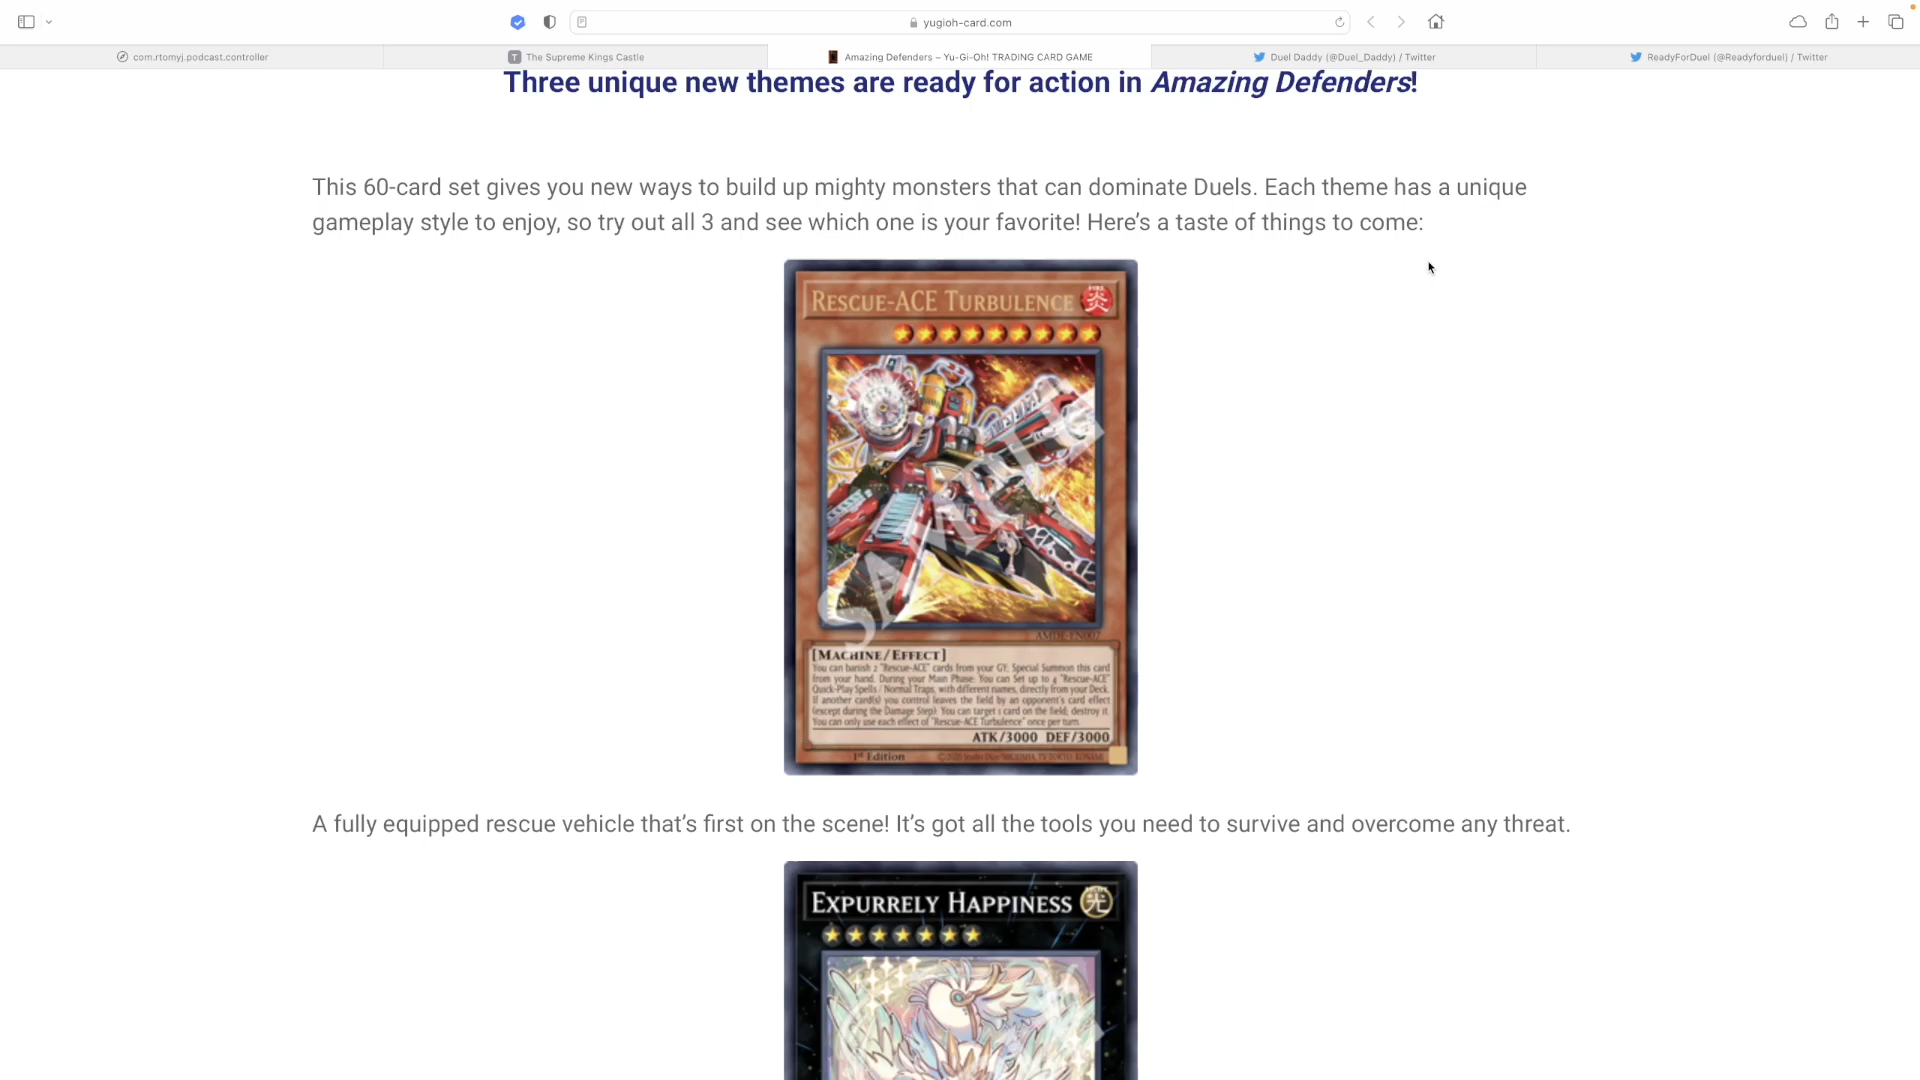 yugioh-card.com
com.rtomyj.podcast.controller
T The Supreme Kings Castle
Amazing Defenders – Yu-Gi-Oh! TRADING CARD GAME
Duel Daddy (@Duel_Daddy) / Twitter
ReadyForDuel (@Readyforduel) / Twitter
Three unique new themes are ready for action in Amazing Defenders!
This 60-card set gives you new ways to build up mighty monsters that can dominate Duels. Each theme has a unique
gameplay style to enjoy, so try out all 3 and see which one is your favorite! Here’s a taste of things to come:
RESCUE-ACE TURBULENCE 炎
SAMPLE
AMDE-EN007
[MACHINE/EFFECT]
You can banish 2 "Rescue-ACE" cards from your GY; Special Summon this card
from your hand. During your Main Phase: You can Set up to 4 "Rescue-ACE"
Quick-Play Spells / Normal Traps, with different names, directly from your Deck.
If another card(s) you control leaves the field by an opponent's card effect
(except during the Damage Step): You can target 1 card on the field; destroy it.
You can only use each effect of "Rescue-ACE Turbulence" once per turn.
ATK/3000 DEF/3000
1st Edition
A fully equipped rescue vehicle that’s first on the scene! It’s got all the tools you need to survive and overcome any threat.
EXPURRELY HAPPINESS 光